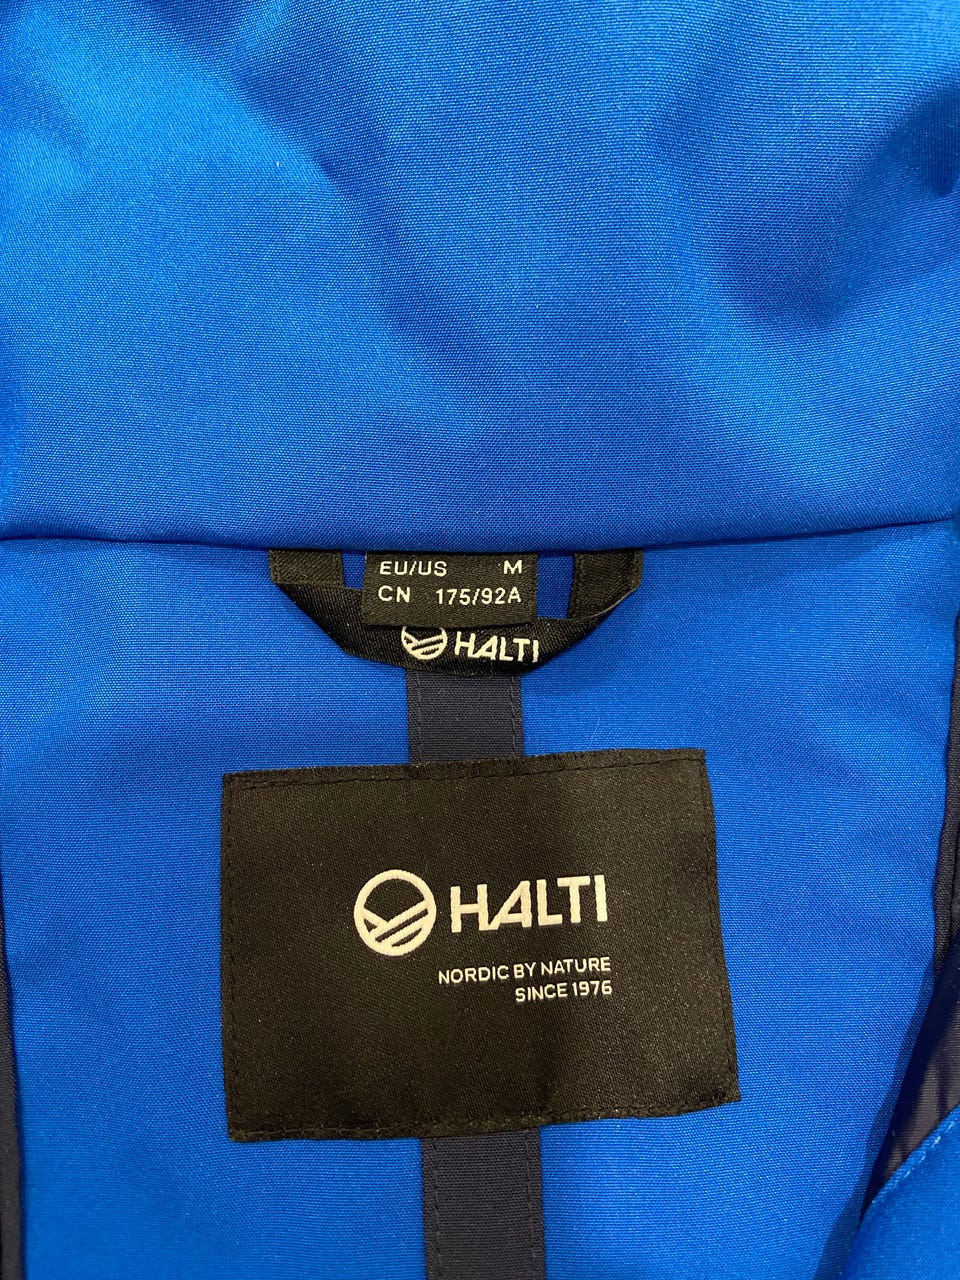 EU/US M
CN 175/92A
HALTI
HALTI
NORDIC BY NATURE
SINCE 1976